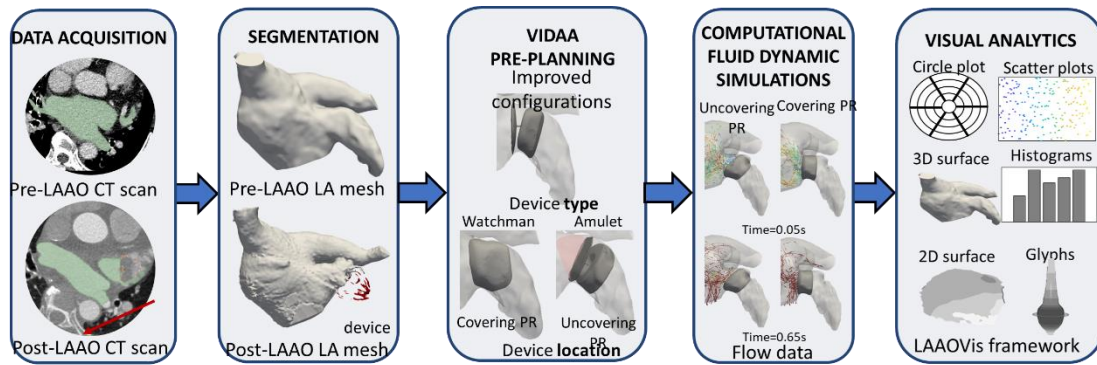 DATA ACQUISITION
Pre-LAAO CT scan
Post-LAAO CT scan
SEGMENTATION
Pre-LAAO LA mesh
device
Post-LAAO LA mesh
VIDAA
PRE-PLANNING
Improved
configurations
Device type
Watchman
Amulet
Covering PR
Uncovering
PR
Device location
COMPUTATIONAL
FLUID DYNAMIC
SIMULATIONS
Uncovering
PR
Covering PR
Time=0.05s
Time=0.65s
Flow data
VISUAL ANALYTICS
Circle plot
Scatter plots
3D surface
Histograms
2D surface
Glyphs
LAAOVis framework